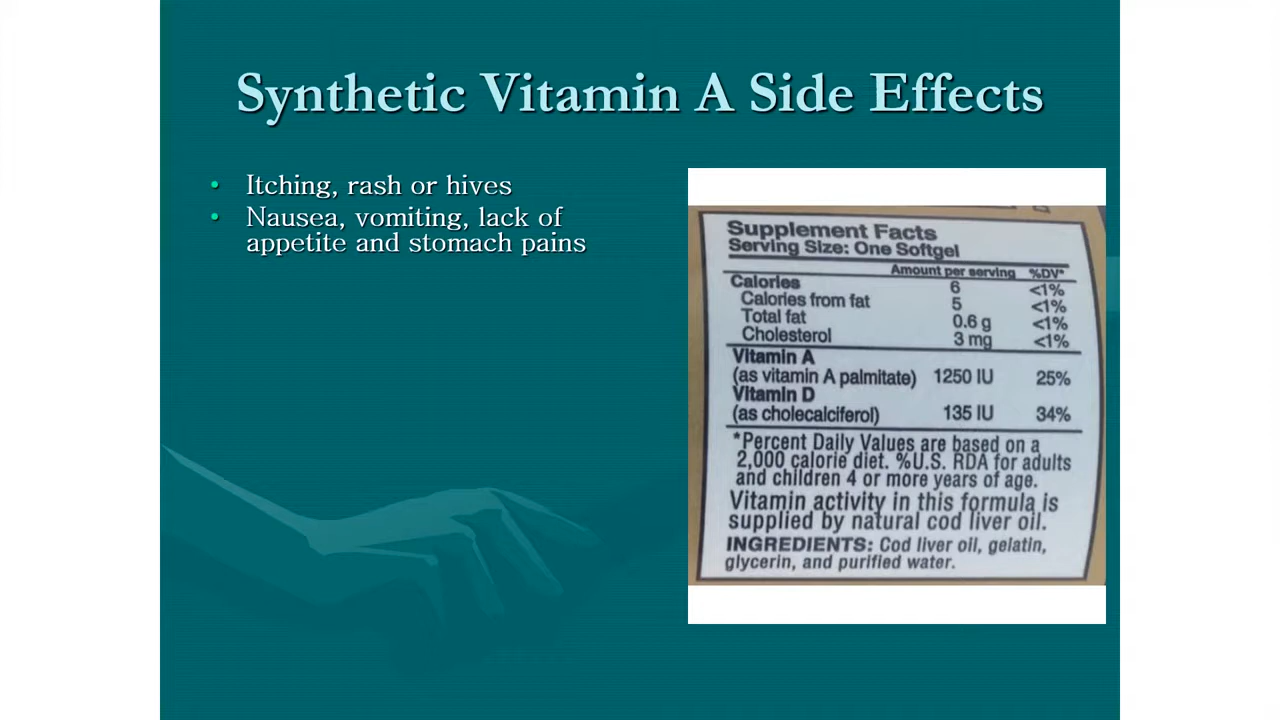 Synthetic Vitamin A Side Effects
• Itching, rash or hives
• Nausea, vomiting, lack of
appetite and stomach pains
Supplement Facts
Serving Size: One Softgel
Amount per serving %DV*
Calories 6 <1%
Calories from fat 5 <1%
Total fat 0.6 g <1%
Cholesterol 3 mg <1%
Vitamin A
(as vitamin A palmitate) 1250 IU 25%
Vitamin D
(as cholecalciferol) 135 IU 34%
*Percent Daily Values are based on a
2,000 calorie diet. %U.S. RDA for adults
and children 4 or more years of age.
Vitamin activity in this formula is
supplied by natural cod liver oil.
INGREDIENTS: Cod liver oil, gelatin,
glycerin, and purified water.